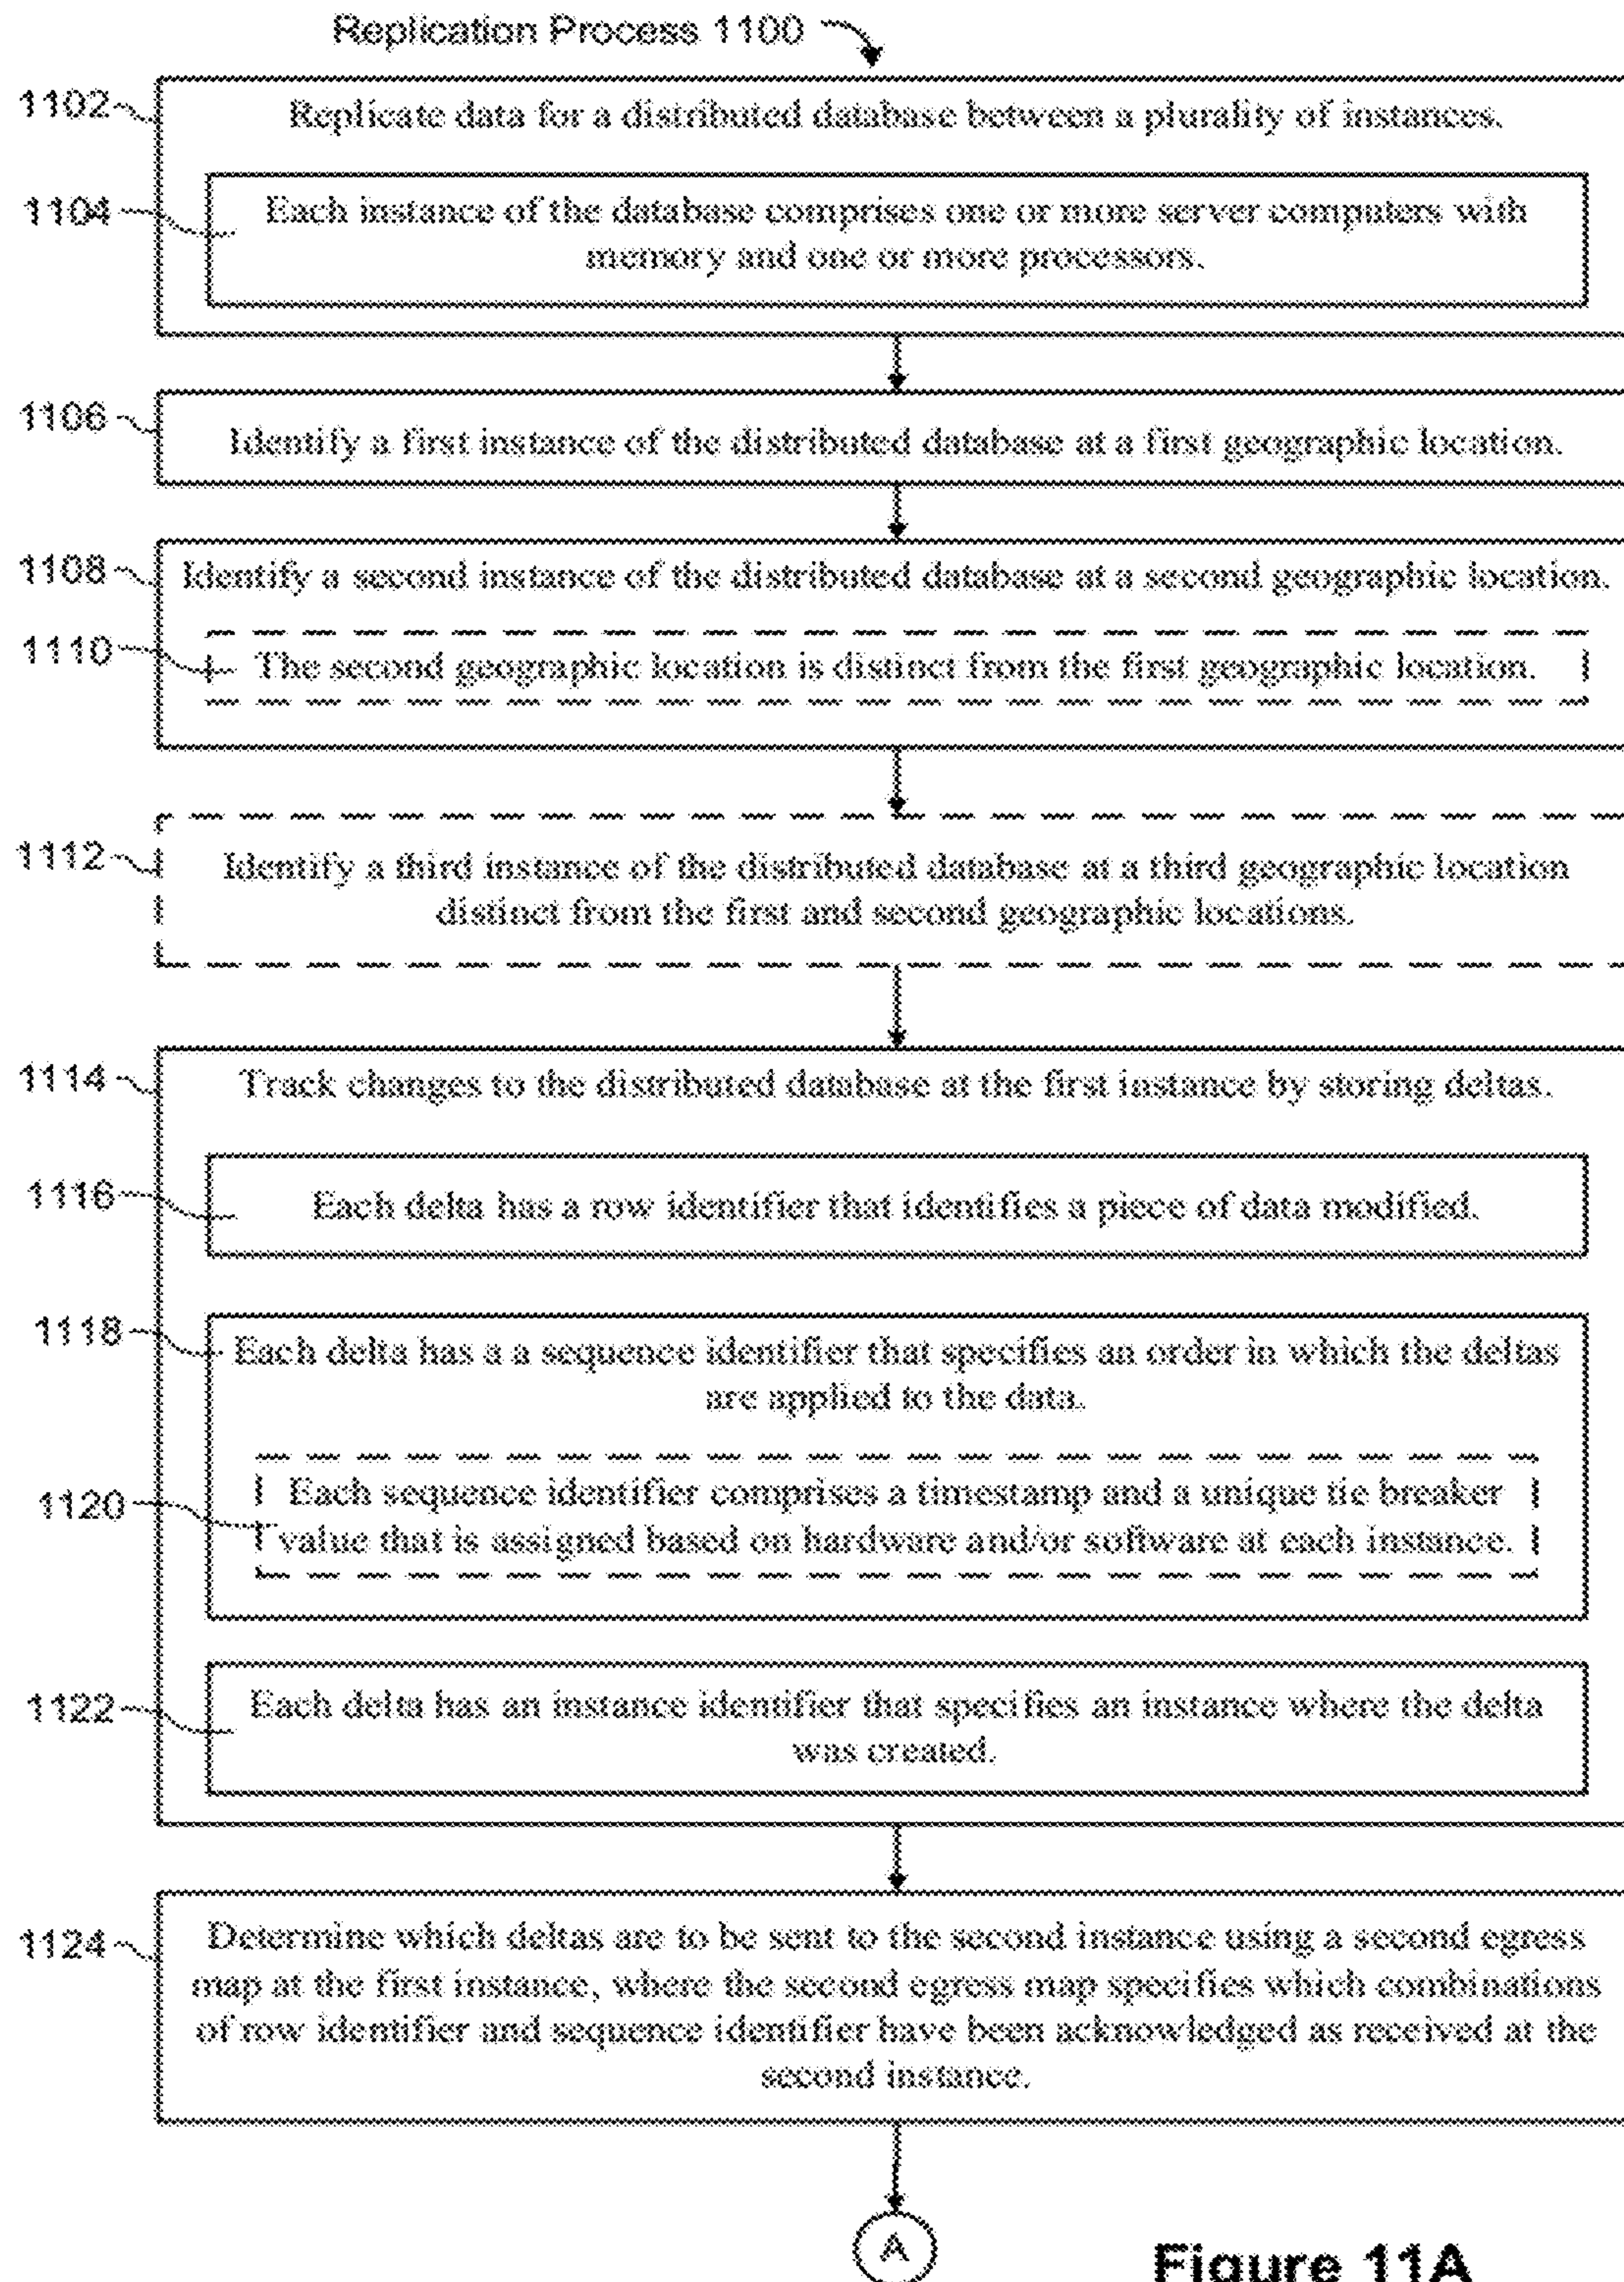 Replication Process 1100
1102
Replicate data for a distributed database between a plurality of instances.
1104
Each instance of the database comprises one or more server computers with
memory and one or more processors.
1106
Identify a first instance of the distributed database at a first geographic location.
1108
Identify a second instance of the distributed database at a second geographic location.
1110
The second geographic location is distinct from the first geographic location.
1112
Identify a third instance of the distributed database at a third geographic location
distinct from the first and second geographic locations.
1114
Track changes to the distributed database at the first instance by storing deltas.
1116
Each delta has a row identifier that identifies a piece of data modified.
1118
Each delta has a a sequence identifier that specifies an order in which the deltas
are applied to the data.
1120
Each sequence identifier comprises a timestamp and a unique tie breaker
value that is assigned based on hardware and/or software at each instance.
1122
Each delta has an instance identifier that specifies an instance where the delta
was created.
1124
Determine which deltas are to be sent to the second instance using a second egress
map at the first instance, where the second egress map specifies which combinations
of row identifier and sequence identifier have been acknowledged as received at the
second instance.
A
Figure 11A